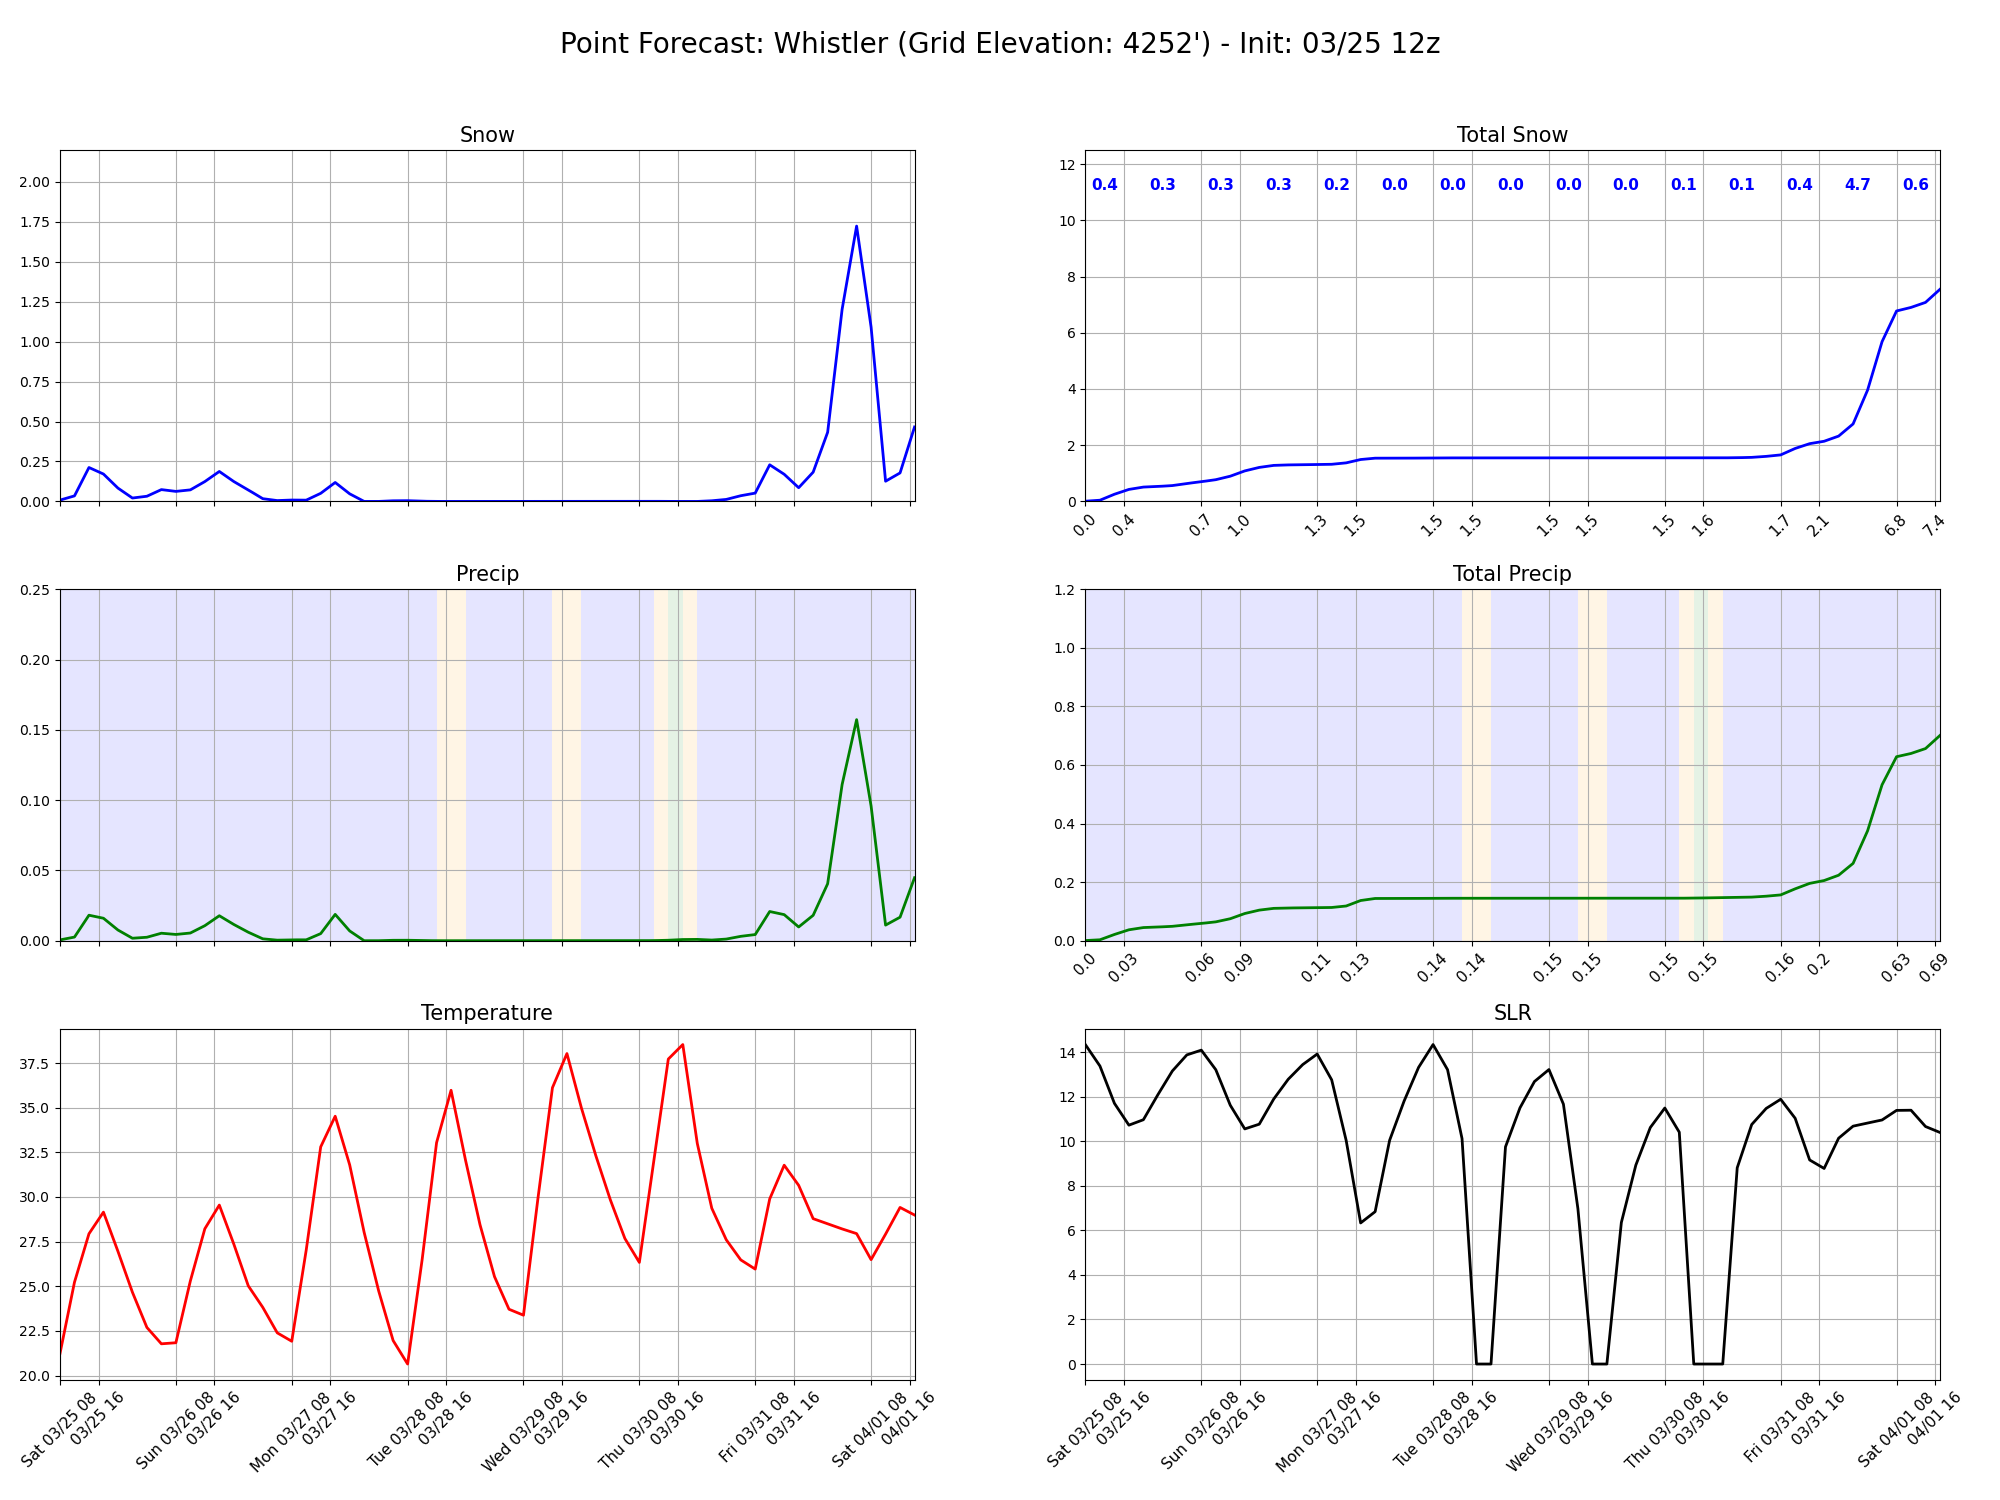 Point Forecast: Whistler (Grid Elevation: 4252') - Init: 03/25 12z
Snow
2.00
1.75
1.50
1.25
1.00
0.75
0.50
0.25
0.00
Total Snow
12
10
8
6
4
2
0
0.4 0.3 0.3 0.3 0.2 0.0 0.0 0.0 0.0 0.0 0.1 0.1 0.4 4.7 0.6
0.0 0.4 0.7 1.0 1.3 1.5 1.5 1.5 1.5 1.5 1.5 1.6 1.7 2.1 6.8 7.4
Precip
0.25
0.20
0.15
0.10
0.05
0.00
Total Precip
1.2
1.0
0.8
0.6
0.4
0.2
0.0
0.0 0.03 0.06 0.09 0.11 0.13 0.14 0.14 0.15 0.15 0.15 0.15 0.16 0.2 0.63 0.69
Temperature
37.5
35.0
32.5
30.0
27.5
25.0
22.5
20.0
Sat 03/25 08
03/25 16
Sun 03/26 08
03/26 16
Mon 03/27 08
03/27 16
Tue 03/28 08
03/28 16
Wed 03/29 08
03/29 16
Thu 03/30 08
03/30 16
Fri 03/31 08
03/31 16
Sat 04/01 08
04/01 16
SLR
14
12
10
8
6
4
2
0
Sat 03/25 08
03/25 16
Sun 03/26 08
03/26 16
Mon 03/27 08
03/27 16
Tue 03/28 08
03/28 16
Wed 03/29 08
03/29 16
Thu 03/30 08
03/30 16
Fri 03/31 08
03/31 16
Sat 04/01 08
04/01 16